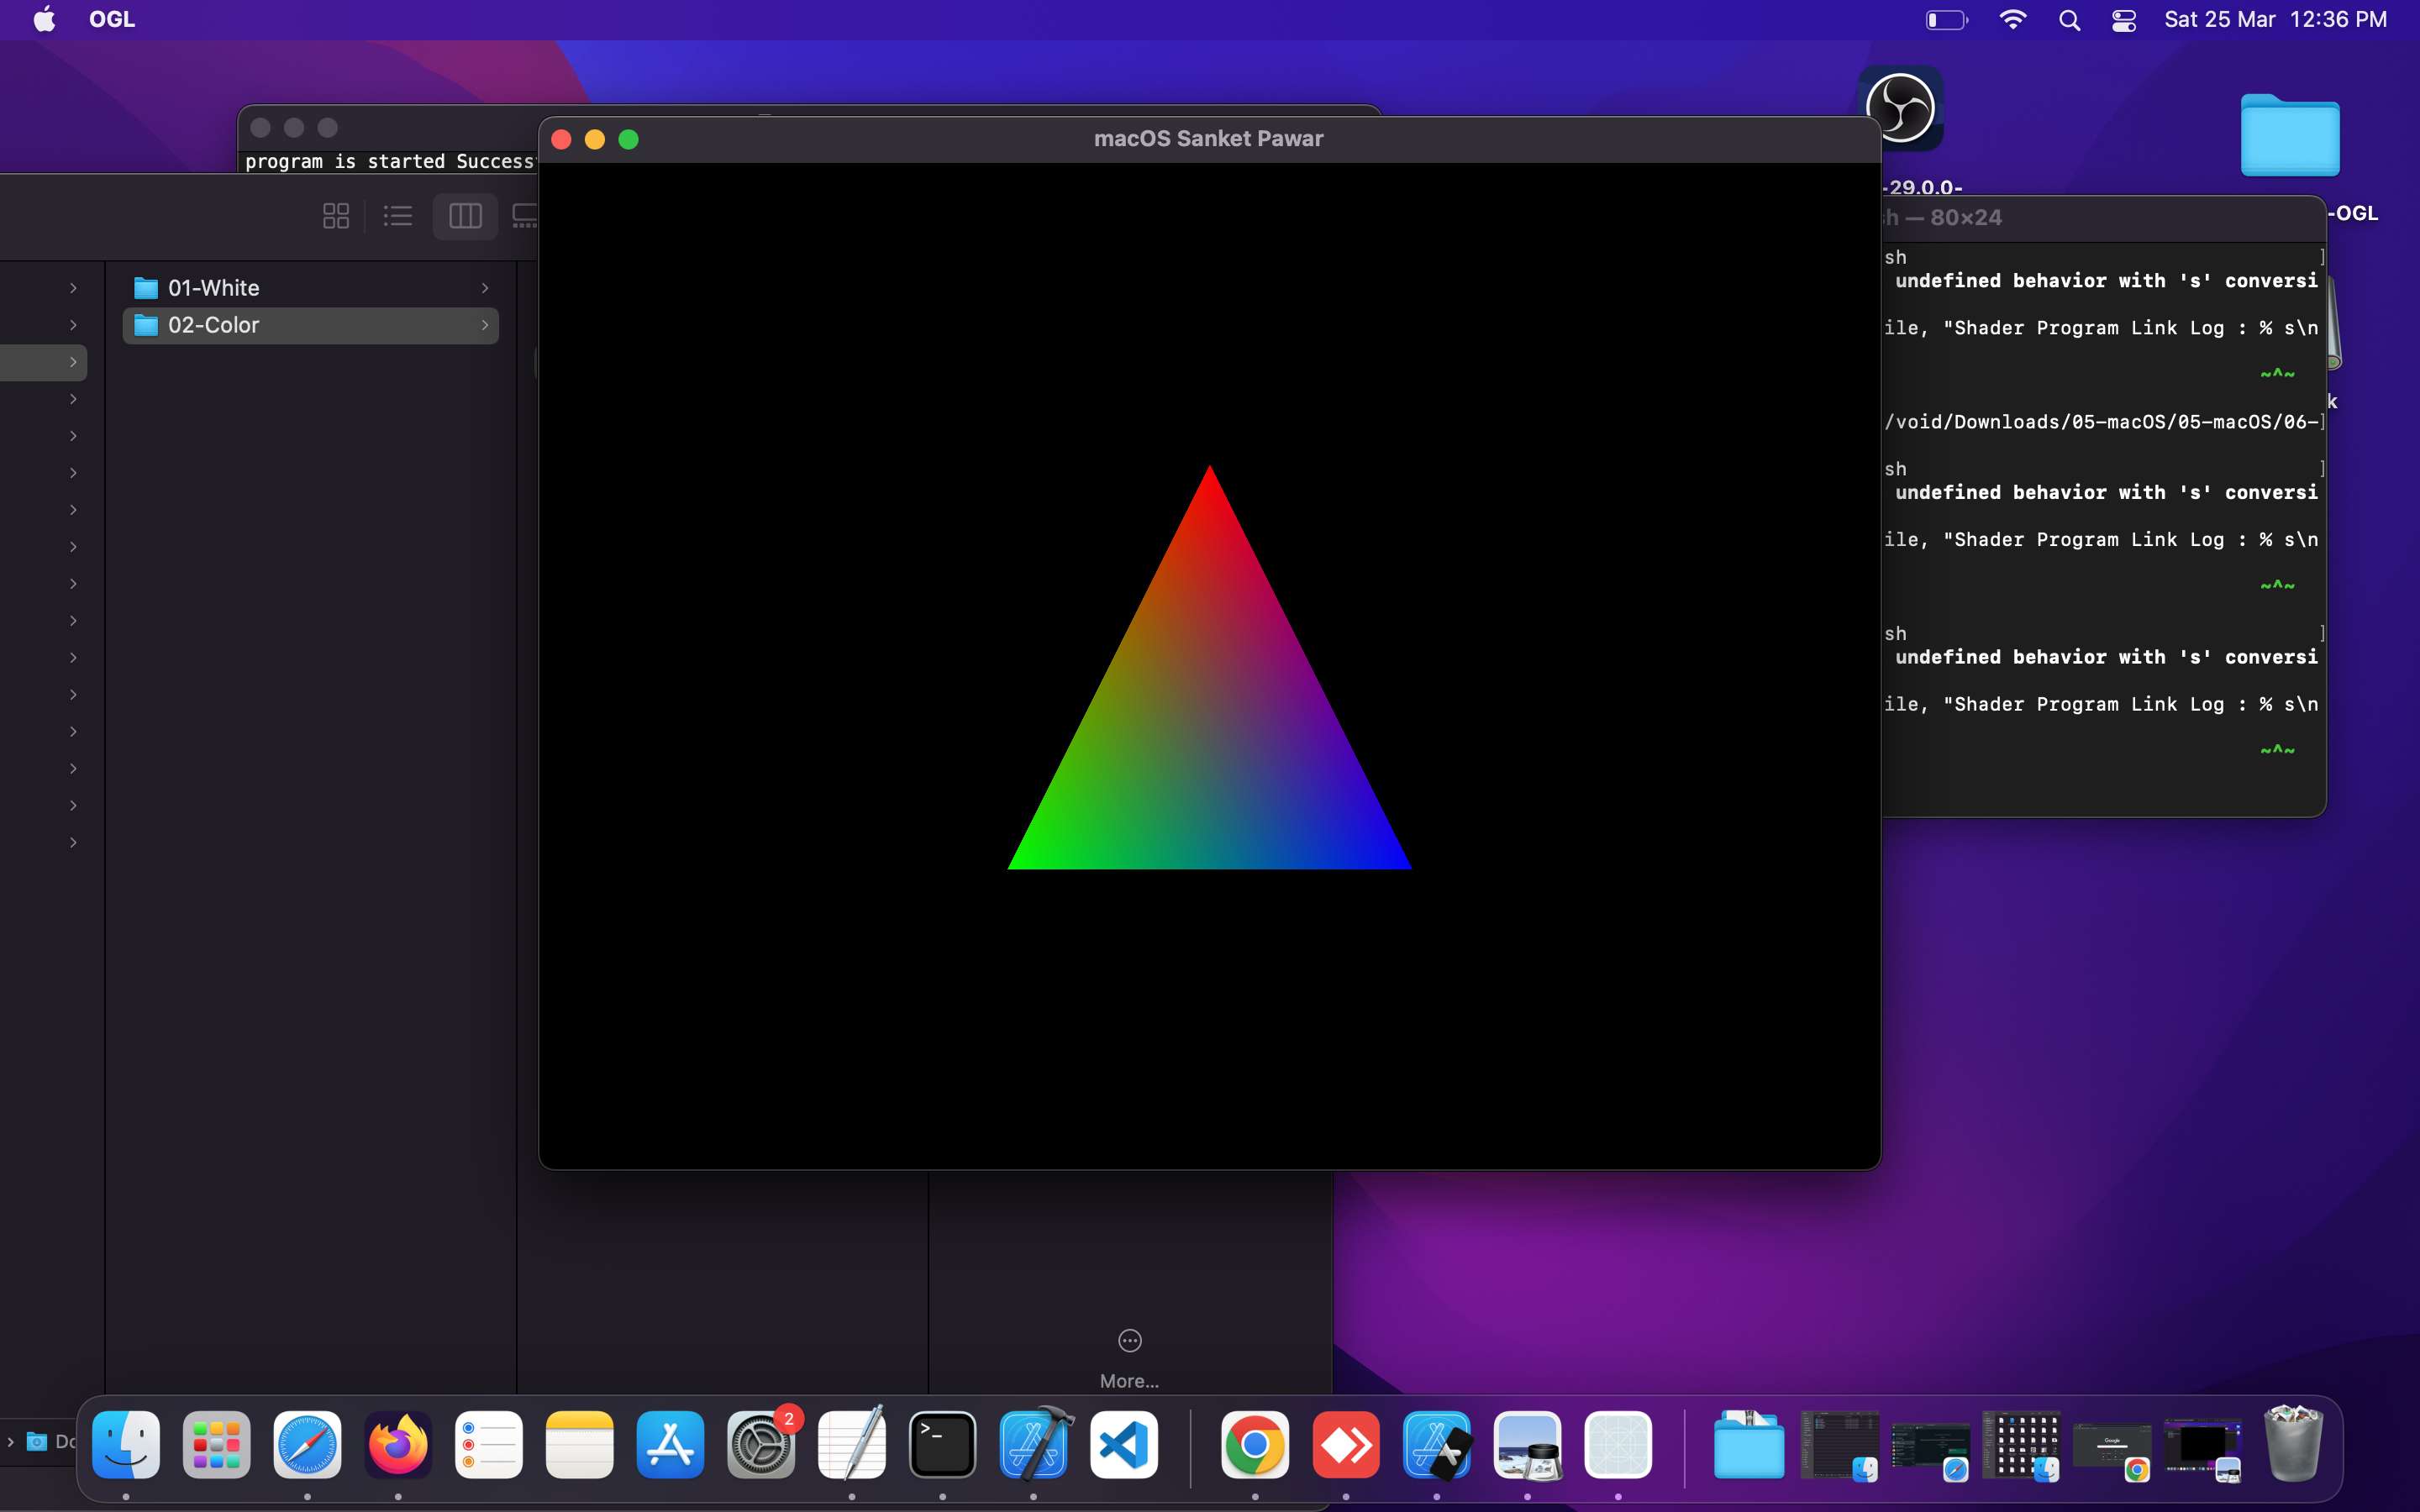 OGL
Sat 25 Mar 12:36 PM
program is started Success
macOS Sanket Pawar
-29.0.0-
-OGL
sh — 80×24
01-White
02-Color
sh ]
undefined behavior with 's' conversi
ile, "Shader Program Link Log : % s\n
~^~
/void/Downloads/05-macOS/05-macOS/06-]
sh ]
undefined behavior with 's' conversi
ile, "Shader Program Link Log : % s\n
~^~
sh ]
undefined behavior with 's' conversi
ile, "Shader Program Link Log : % s\n
~^~
k
More...
Do
2
>_